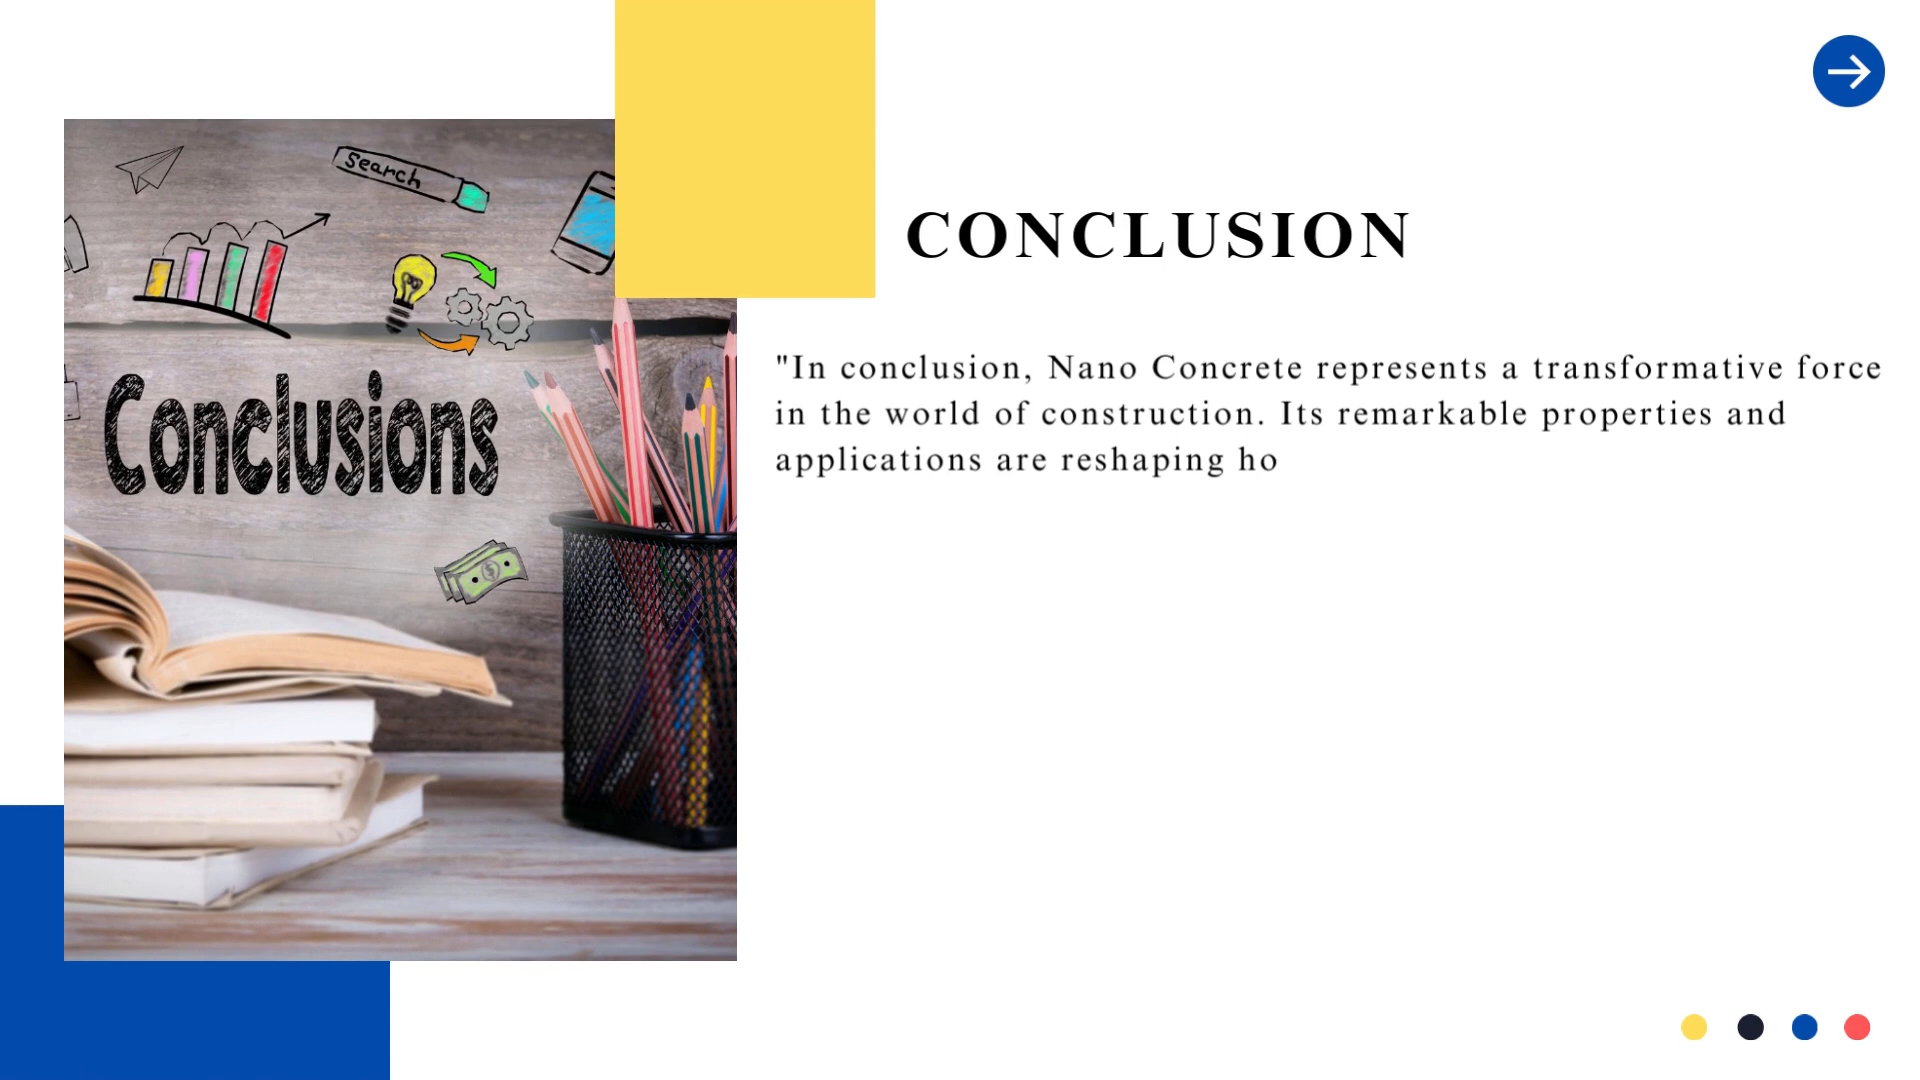 Search
Conclusions
CONCLUSION
"In conclusion, Nano Concrete represents a transformative force
in the world of construction. Its remarkable properties and
applications are reshaping ho